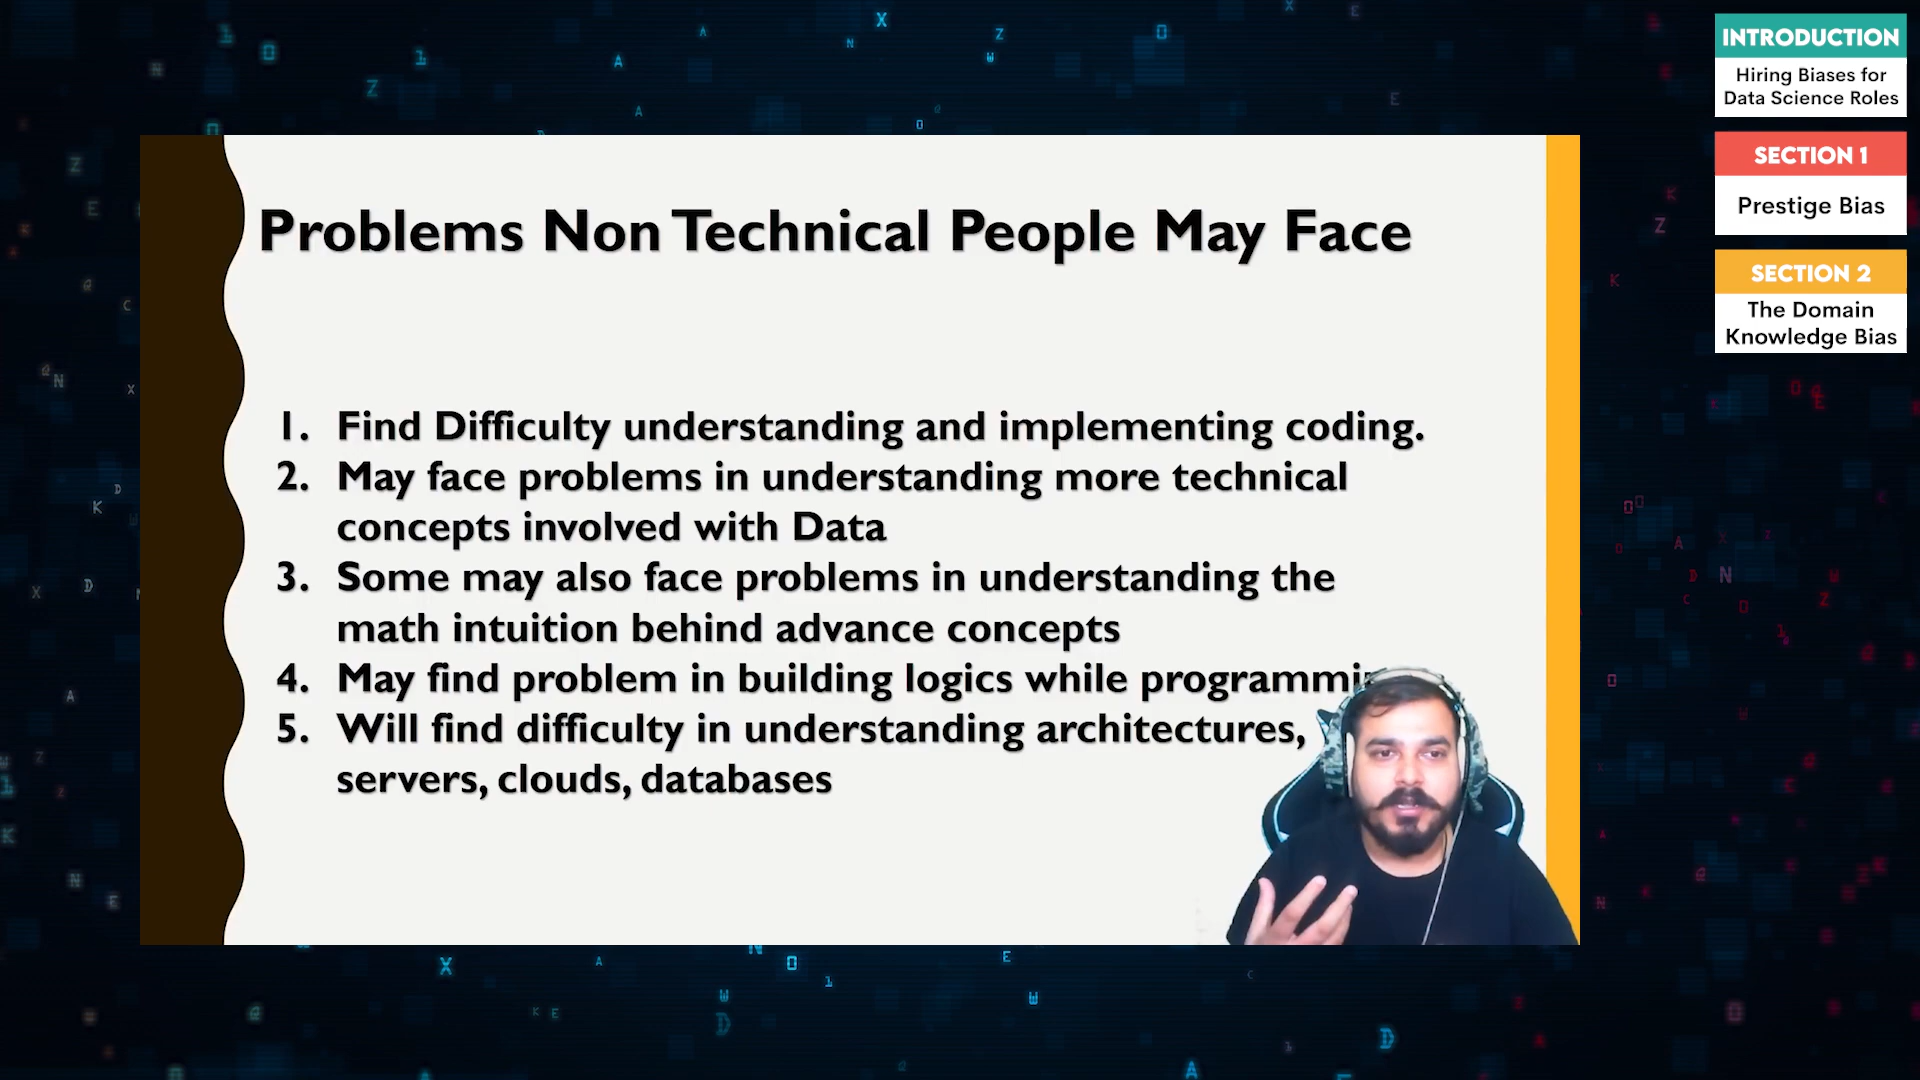 INTRODUCTION
Hiring Biases for
Data Science Roles
SECTION 1
Prestige Bias
SECTION 2
The Domain
Knowledge Bias
Problems Non Technical People May Face
1. Find Difficulty understanding and implementing coding.
2. May face problems in understanding more technical
concepts involved with Data
3. Some may also face problems in understanding the
math intuition behind advance concepts
4. May find problem in building logics while
5. Will find difficulty in understanding architectures,
servers, clouds, databases